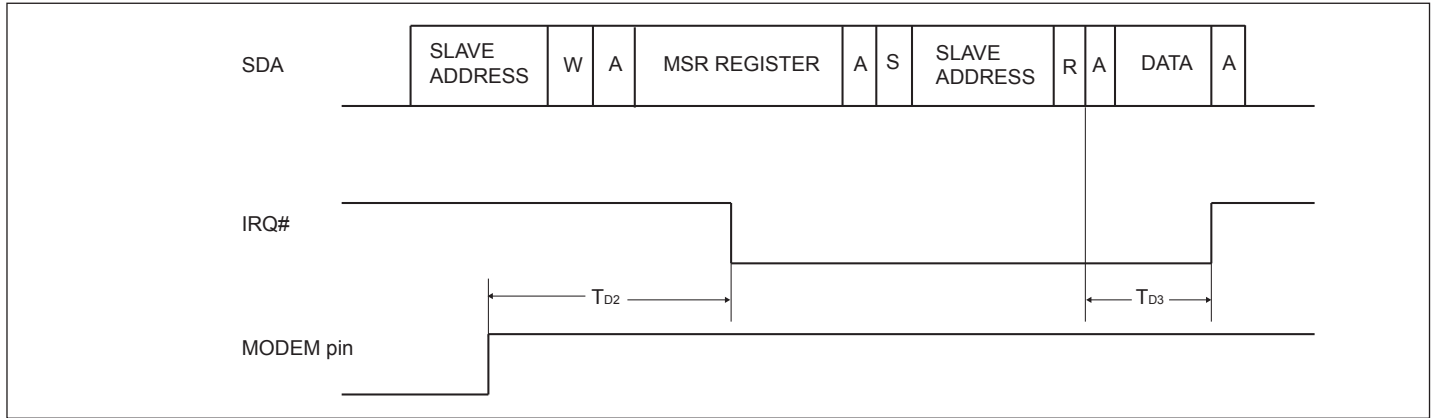 SDA
SLAVE
ADDRESS
W
A
MSR REGISTER
A
S
SLAVE
ADDRESS
R
A
DATA
A
IRQ#
TD2
TD3
MODEM pin